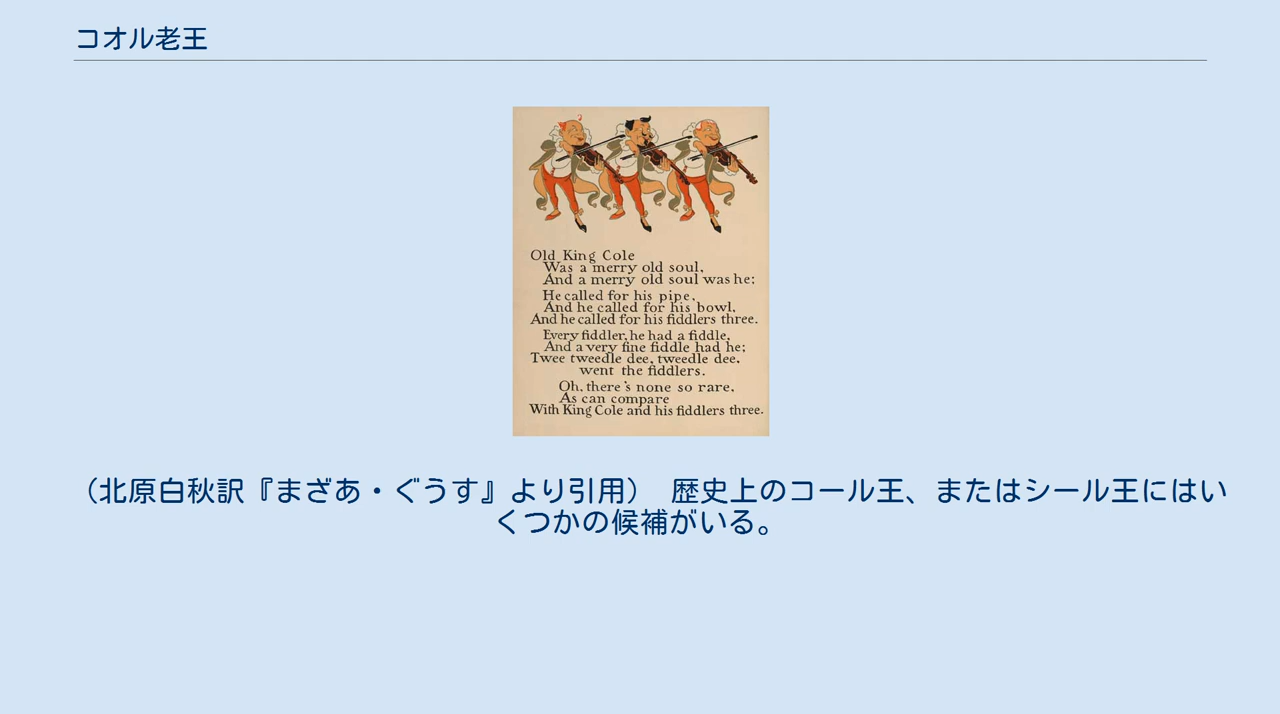 コオル老王
Old King Cole
Was a merry old soul,
And a merry old soul was he;
He called for his pipe,
And he called for his bowl,
And he called for his fiddlers three.
Every fiddler, he had a fiddle,
And a very fine fiddle had he;
Twee tweedle dee, tweedle dee,
went the fiddlers.
Oh, there's none so rare,
As can compare
With King Cole and his fiddlers three.
（北原白秋訳『まざあ・ぐうす』より引用）　歴史上のコール王、またはシール王にはい
くつかの候補がいる。